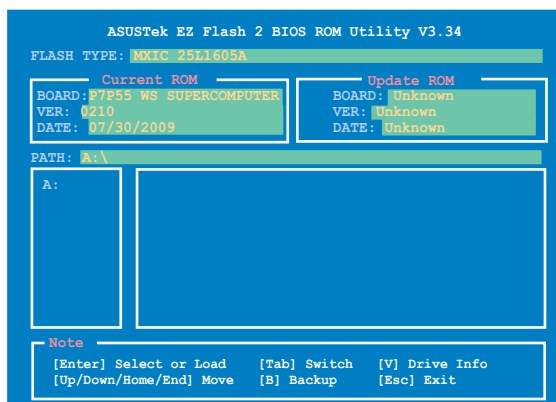 ASUSTek EZ Flash 2 BIOS ROM Utility V3.34
FLASH TYPE: MXIC 25L1605A
Current ROM
BOARD: P7P55 WS SUPERCOMPUTER
VER: 0210
DATE: 07/30/2009
Update ROM
BOARD: Unknown
VER: Unknown
DATE: Unknown
PATH: A:\
A:
Note
[Enter] Select or Load [Tab] Switch [V] Drive Info
[Up/Down/Home/End] Move [B] Backup [Esc] Exit